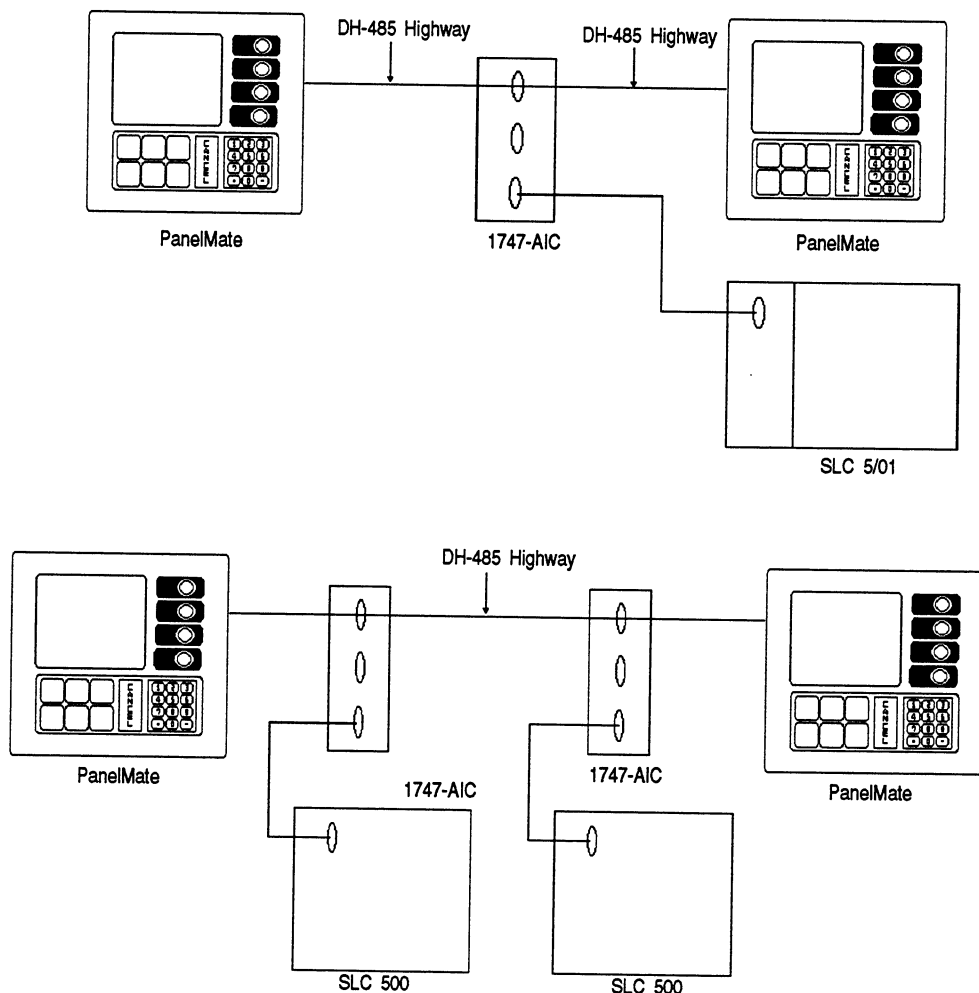 DH-485 Highway
DH-485 Highway
PanelMate
1747-AIC
PanelMate
SLC 5/01
DH-485 Highway
PanelMate
1747-AIC
1747-AIC
PanelMate
SLC 500
SLC 500